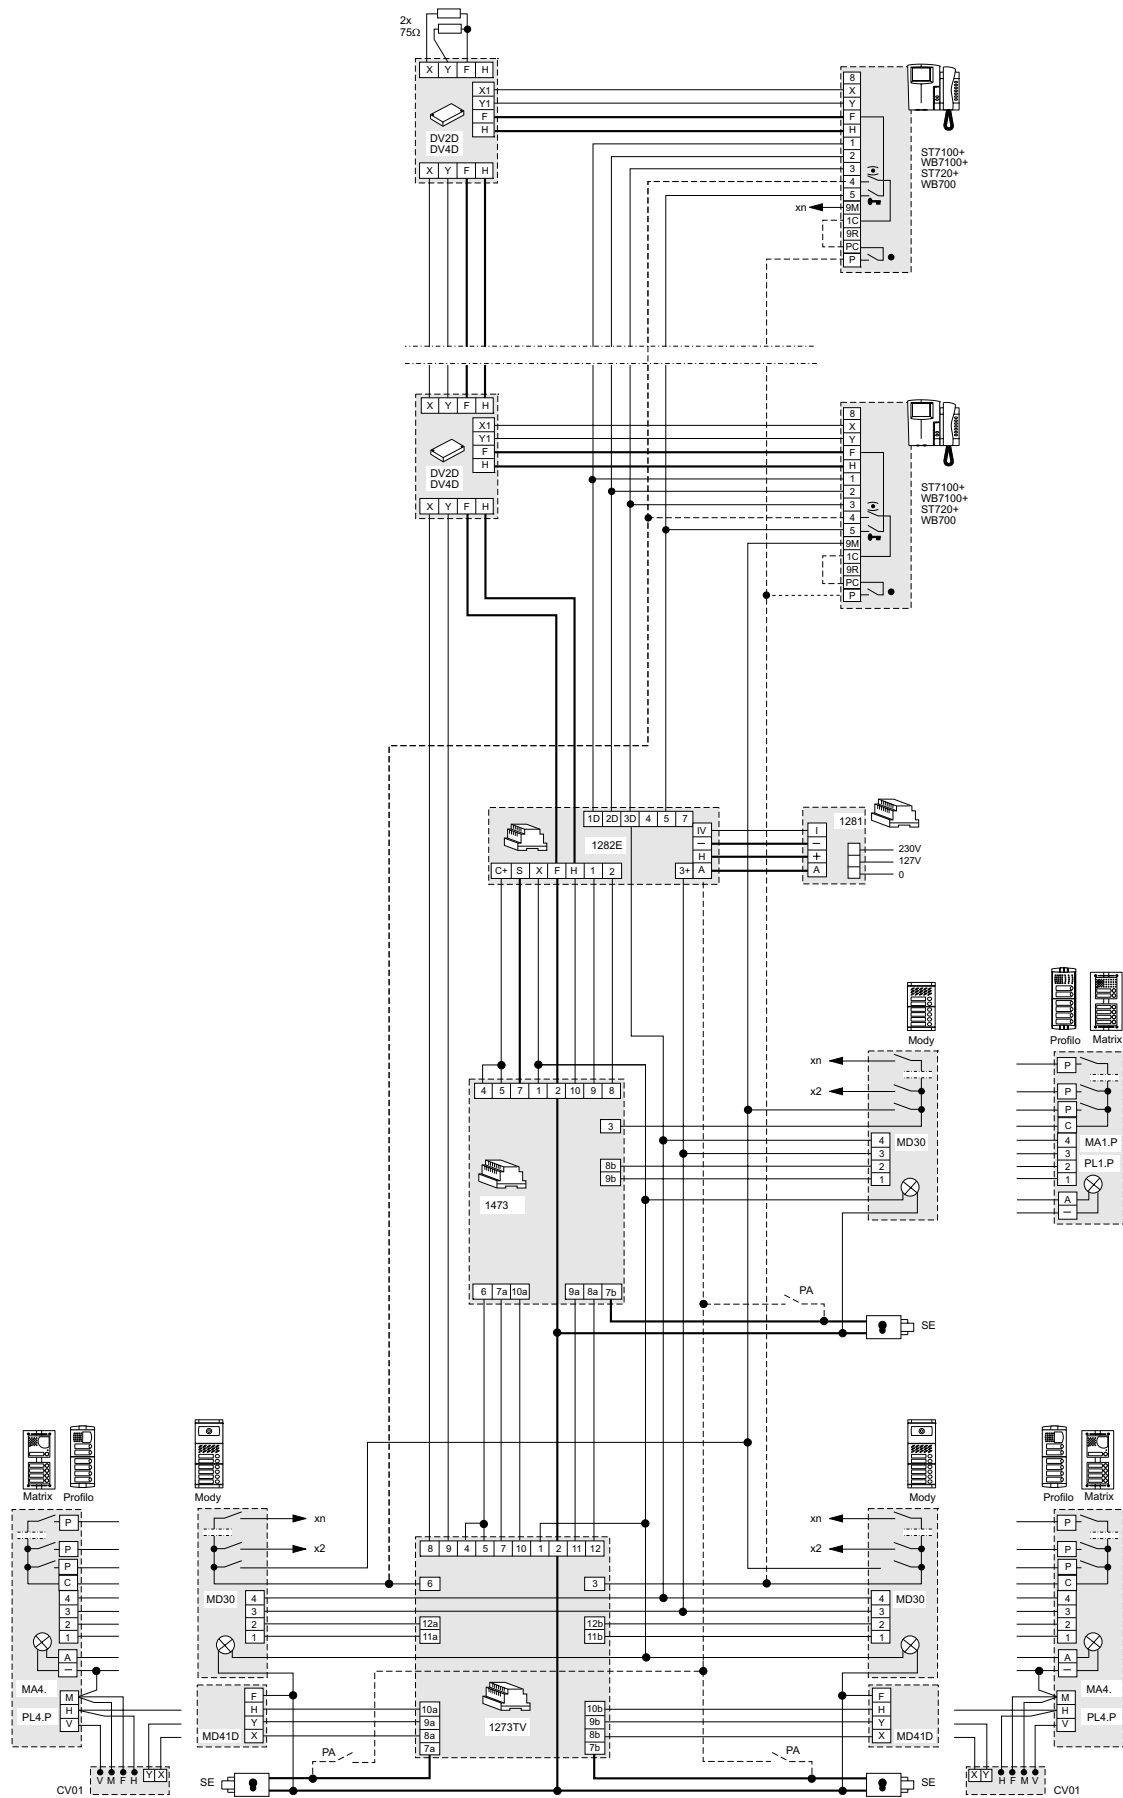 2x
75Ω
X Y F H
X1
Y1
F
H
DV2D
DV4D
X Y F H
8
X
Y
F
H
1
2
3
4
5
9M
1C
9R
PC
P
xn
ST7100+
WB7100+
ST720+
WB700
X Y F H
X1
Y1
F
H
DV2D
DV4D
X Y F H
8
X
Y
F
H
1
2
3
4
5
9M
1C
9R
PC
P
ST7100+
WB7100+
ST720+
WB700
1D 2D 3D 4 5 7
IV
–
H
3+ A
1282E
C+ S X F H 1 2
1281
I
–
+
A
230V
127V
0
Mody
Profilo Matrix
xn
x2
4
3
2
1
MD30
P
P
P
C
4
3
2
1
A
–
MA1.P
PL1.P
4 5 7 1 2 10 9 8
3
8b
9b
1473
6 7a 10a 9a 8a 7b
PA
SE
Matrix Profilo
Mody
Mody
Profilo Matrix
P
P
P
C
4
3
2
1
A
–
M
H
V
MA4.
PL4.P
V M F H Y X
CV01
xn
x2
MD30
4
3
2
1
F
H
Y
X
MD41D
8 9 4 5 7 10 1 2 11 12
6
3
12a
11a
12b
11b
10a
9a
8a
7a
10b
9b
8b
7b
1273TV
PA
SE
PA
SE
xn
x2
4
3
2
1
MD30
F
H
Y
X
MD41D
P
P
P
C
4
3
2
1
A
–
M
H
V
MA4.
PL4.P
X Y H F M V
CV01